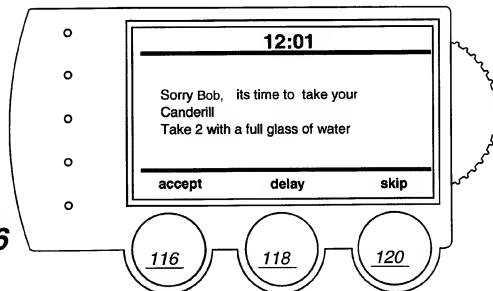 12:01
Sorry Bob, its time to take your
Canderill
Take 2 with a full glass of water
accept delay skip
6
116 118 120